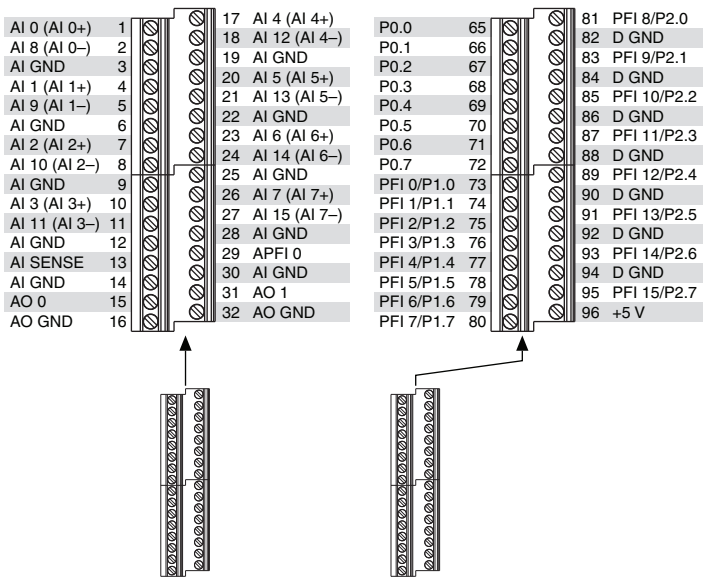 AI 0 (AI 0+) 1
AI 8 (AI 0–) 2
AI GND 3
AI 1 (AI 1+) 4
AI 9 (AI 1–) 5
AI GND 6
AI 2 (AI 2+) 7
AI 10 (AI 2–) 8
AI GND 9
AI 3 (AI 3+) 10
AI 11 (AI 3–) 11
AI GND 12
AI SENSE 13
AI GND 14
AO 0 15
AO GND 16
17 AI 4 (AI 4+)
18 AI 12 (AI 4–)
19 AI GND
20 AI 5 (AI 5+)
21 AI 13 (AI 5–)
22 AI GND
23 AI 6 (AI 6+)
24 AI 14 (AI 6–)
25 AI GND
26 AI 7 (AI 7+)
27 AI 15 (AI 7–)
28 AI GND
29 APFI 0
30 AI GND
31 AO 1
32 AO GND
P0.0 65
P0.1 66
P0.2 67
P0.3 68
P0.4 69
P0.5 70
P0.6 71
P0.7 72
PFI 0/P1.0 73
PFI 1/P1.1 74
PFI 2/P1.2 75
PFI 3/P1.3 76
PFI 4/P1.4 77
PFI 5/P1.5 78
PFI 6/P1.6 79
PFI 7/P1.7 80
81 PFI 8/P2.0
82 D GND
83 PFI 9/P2.1
84 D GND
85 PFI 10/P2.2
86 D GND
87 PFI 11/P2.3
88 D GND
89 PFI 12/P2.4
90 D GND
91 PFI 13/P2.5
92 D GND
93 PFI 14/P2.6
94 D GND
95 PFI 15/P2.7
96 +5 V